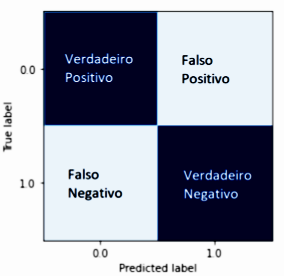 0.0
Verdadeiro
Positivo
Falso
Positivo
True label
1.0
Falso
Negativo
Verdadeiro
Negativo
0.0
1.0
Predicted label